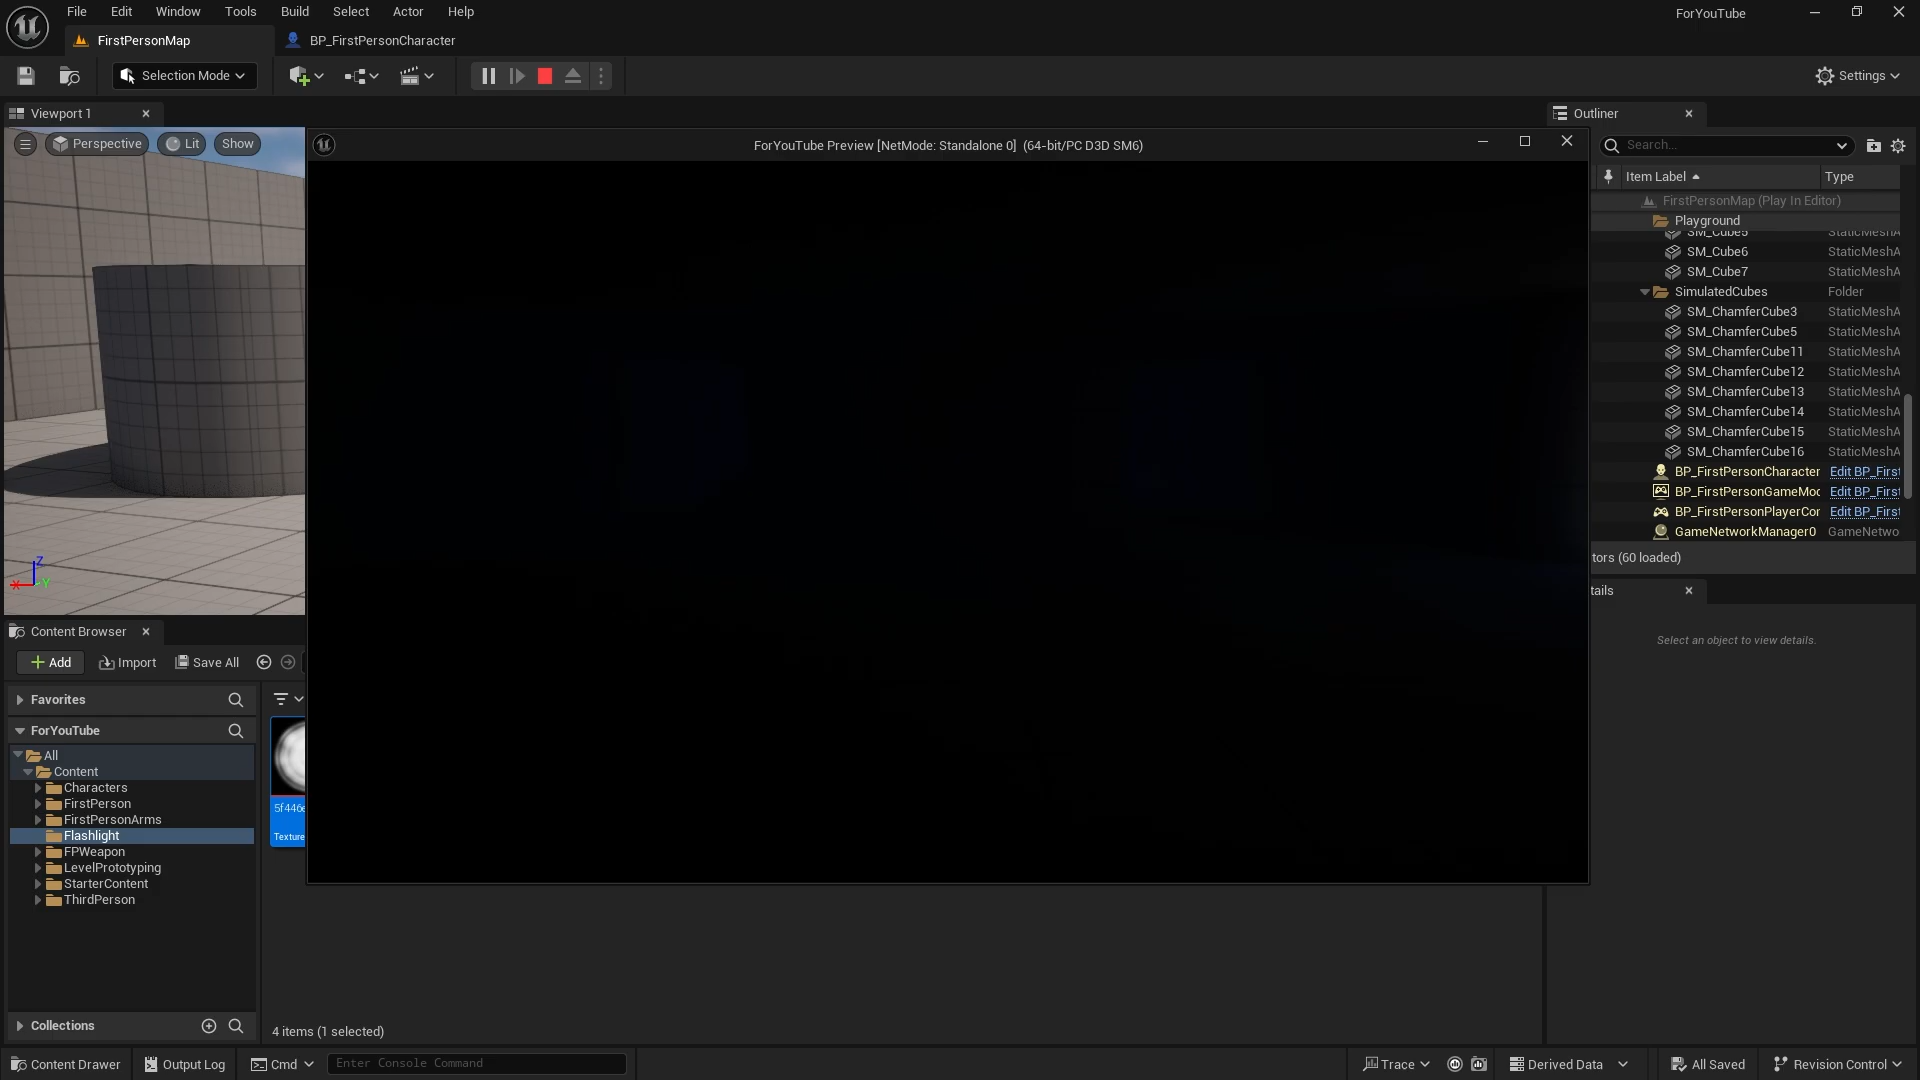 File Edit Window Tools Build Select Actor Help
ForYouTube
FirstPersonMap
BP_FirstPersonCharacter
Selection Mode
Settings
Viewport 1
Outliner
Perspective Lit Show
ForYouTube Preview [NetMode: Standalone 0] (64-bit/PC D3D SM6)
Search...
Item Label Type
FirstPersonMap (Play In Editor)
Playground
SM_Cube5 StaticMeshA
SM_Cube6 StaticMeshA
SM_Cube7 StaticMeshA
SimulatedCubes Folder
SM_ChamferCube3 StaticMeshA
SM_ChamferCube5 StaticMeshA
SM_ChamferCube11 StaticMeshA
SM_ChamferCube12 StaticMeshA
SM_ChamferCube13 StaticMeshA
SM_ChamferCube14 StaticMeshA
SM_ChamferCube15 StaticMeshA
SM_ChamferCube16 StaticMeshA
BP_FirstPersonCharacter Edit BP_First
BP_FirstPersonGameMod Edit BP_First
BP_FirstPersonPlayerCon Edit BP_First
GameNetworkManager0 GameNetwo
tors (60 loaded)
tails
Select an object to view details.
Z
X Y
Content Browser
Add Import Save All
Favorites
ForYouTube
All
Content
Characters
FirstPerson
FirstPersonArms
Flashlight
FPWeapon
LevelPrototyping
StarterContent
ThirdPerson
5f446e
Texture
Collections
4 items (1 selected)
Content Drawer Output Log Cmd Enter Console Command Trace Derived Data All Saved Revision Control